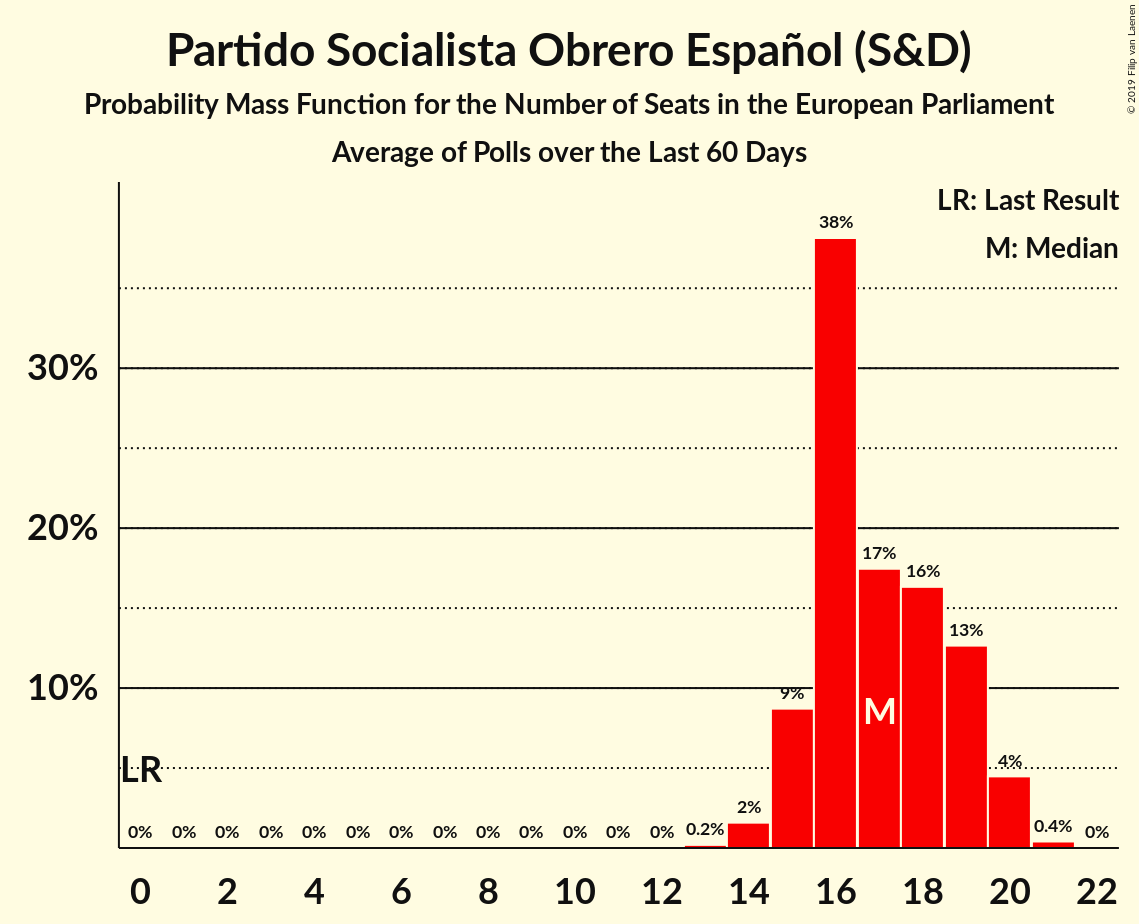 Partido Socialista Obrero Español (S&D)
Probability Mass Function for the Number of Seats in the European Parliament
Average of Polls over the Last 60 Days
© 2019 Filip van Laenen
LR: Last Result
M: Median
38%
30%
17%
16%
20%
13%
10%
9%
M
LR
4%
2%
0% 0% 0% 0% 0% 0% 0% 0% 0% 0% 0% 0% 0% 0.2% 0.4% 0%
0 2 4 6 8 10 12 14 16 18 20 22